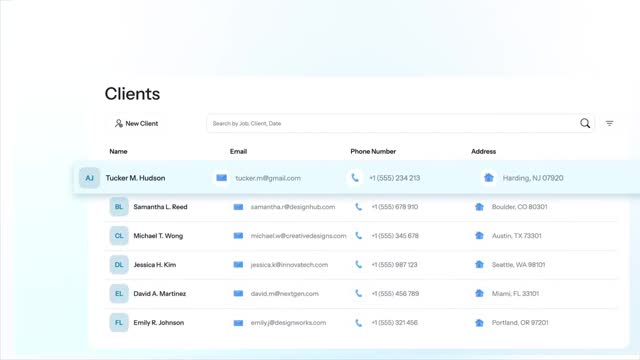 Clients
New Client
Search by Job, Client, Date
Name Email Phone Number Address
AJ Tucker M. Hudson tucker.m@gmail.com +1 (555) 234 213 Harding, NJ 07920
BL Samantha L. Reed samantha.r@designhub.com +1 (555) 678 910 Boulder, CO 80301
CL Michael T. Wong michael.w@creativedesigns.com +1 (555) 345 678 Austin, TX 73301
DL Jessica H. Kim jessica.k@innovatech.com +1 (555) 987 123 Seattle, WA 98101
EL David A. Martinez david.m@nextgen.com +1 (555) 456 789 Miami, FL 33101
FL Emily R. Johnson emily.j@designworks.com +1 (555) 321 456 Portland, OR 97201